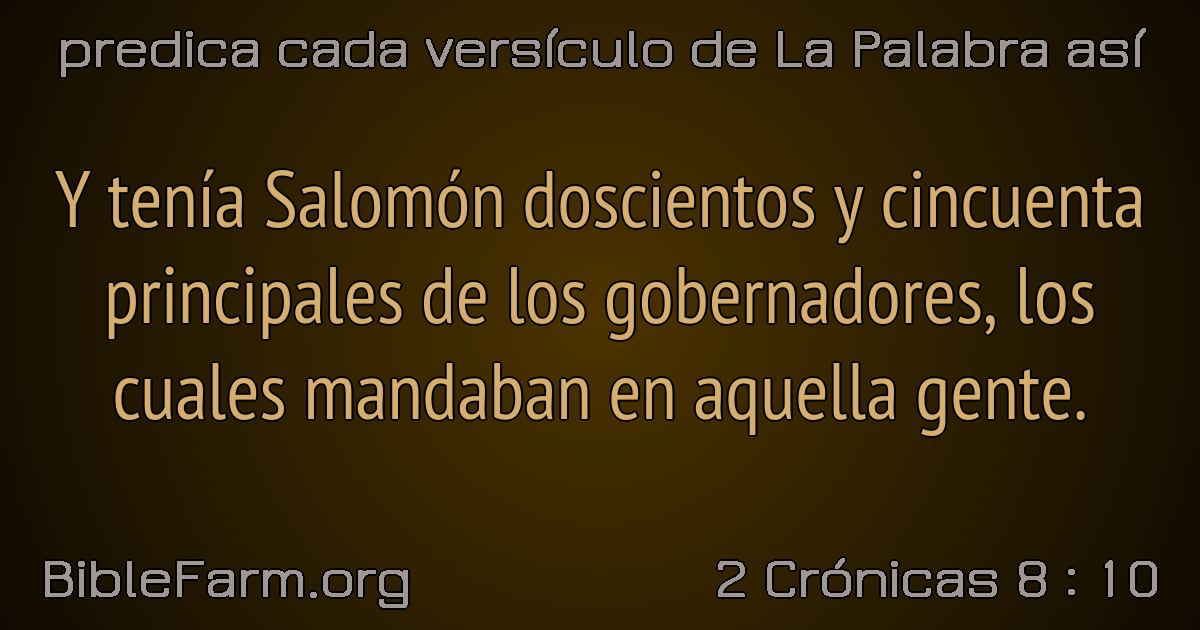 predica cada versículo de La Palabra así
Y tenía Salomón doscientos y cincuenta
principales de los gobernadores, los
cuales mandaban en aquella gente.
BibleFarm.org
2 Crónicas 8 : 10